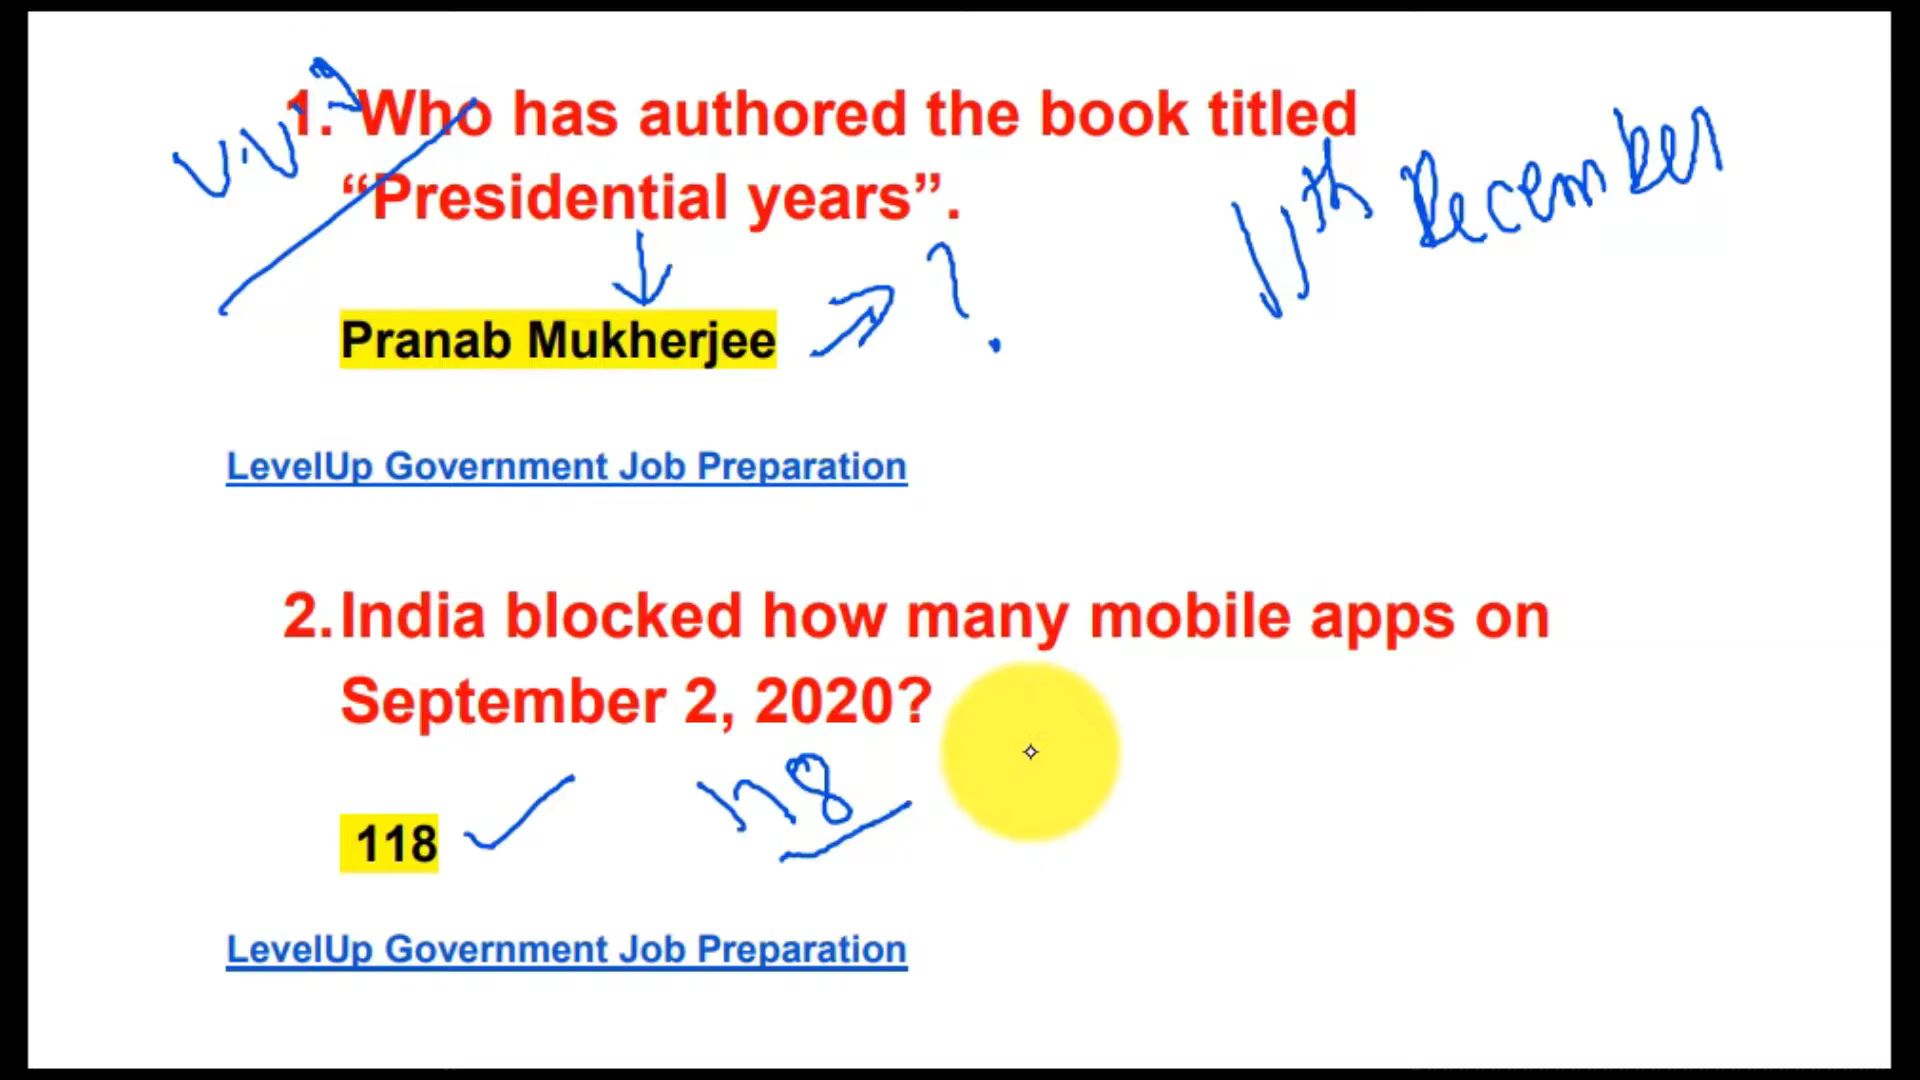 V.V.
1. Who has authored the book titled
“Presidential years”.
11th December
Pranab Mukherjee
?
LevelUp Government Job Preparation
2. India blocked how many mobile apps on
September 2, 2020?
118
118
LevelUp Government Job Preparation